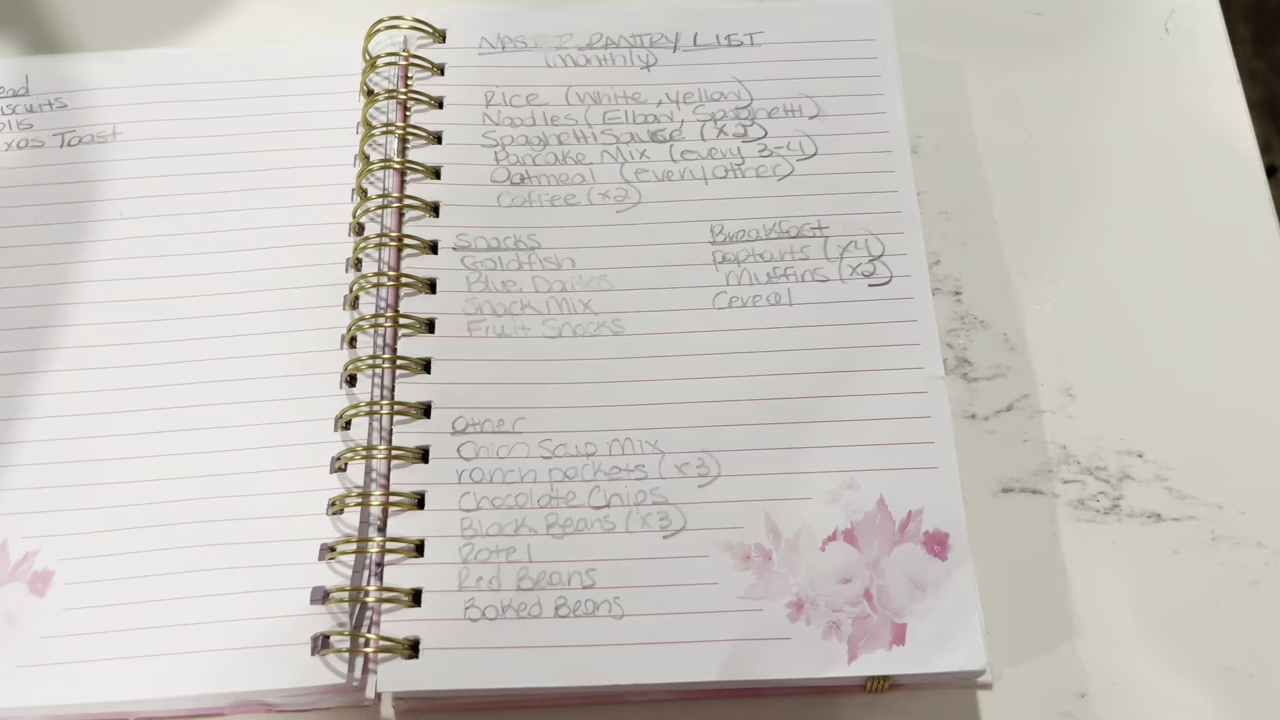 ead
iscuits
olls
xas Toast
MASTER PANTRY LIST
(monthly)
Rice (White, yellow)
Noodles (Elbow, Spaghetti)
Spaghetti Sauce (x2)
Pancake Mix (every 3-4)
Oatmeal (every other)
Coffee (x2)
Snacks
Goldfish
Blue Doritos
Snack Mix
Fruit Snacks
Breakfast
poptarts (x4)
Muffins (x2)
Cereal
Other
Onion Soup Mix
ranch packets (x3)
Chocolate Chips
Black Beans (x3)
Rotel
Red Beans
Baked Beans